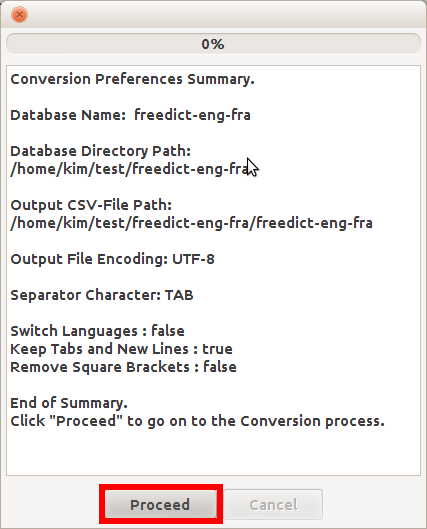 0%
Conversion Preferences Summary.
Database Name:  freedict-eng-fra
Database Directory Path:
/home/kim/test/freedict-eng-fra
Output CSV-File Path:
/home/kim/test/freedict-eng-fra/freedict-eng-fra
Output File Encoding: UTF-8
Separator Character: TAB
Switch Languages : false
Keep Tabs and New Lines : true
Remove Square Brackets : false
End of Summary.
Click "Proceed" to go on to the Conversion process.
Proceed
Cancel